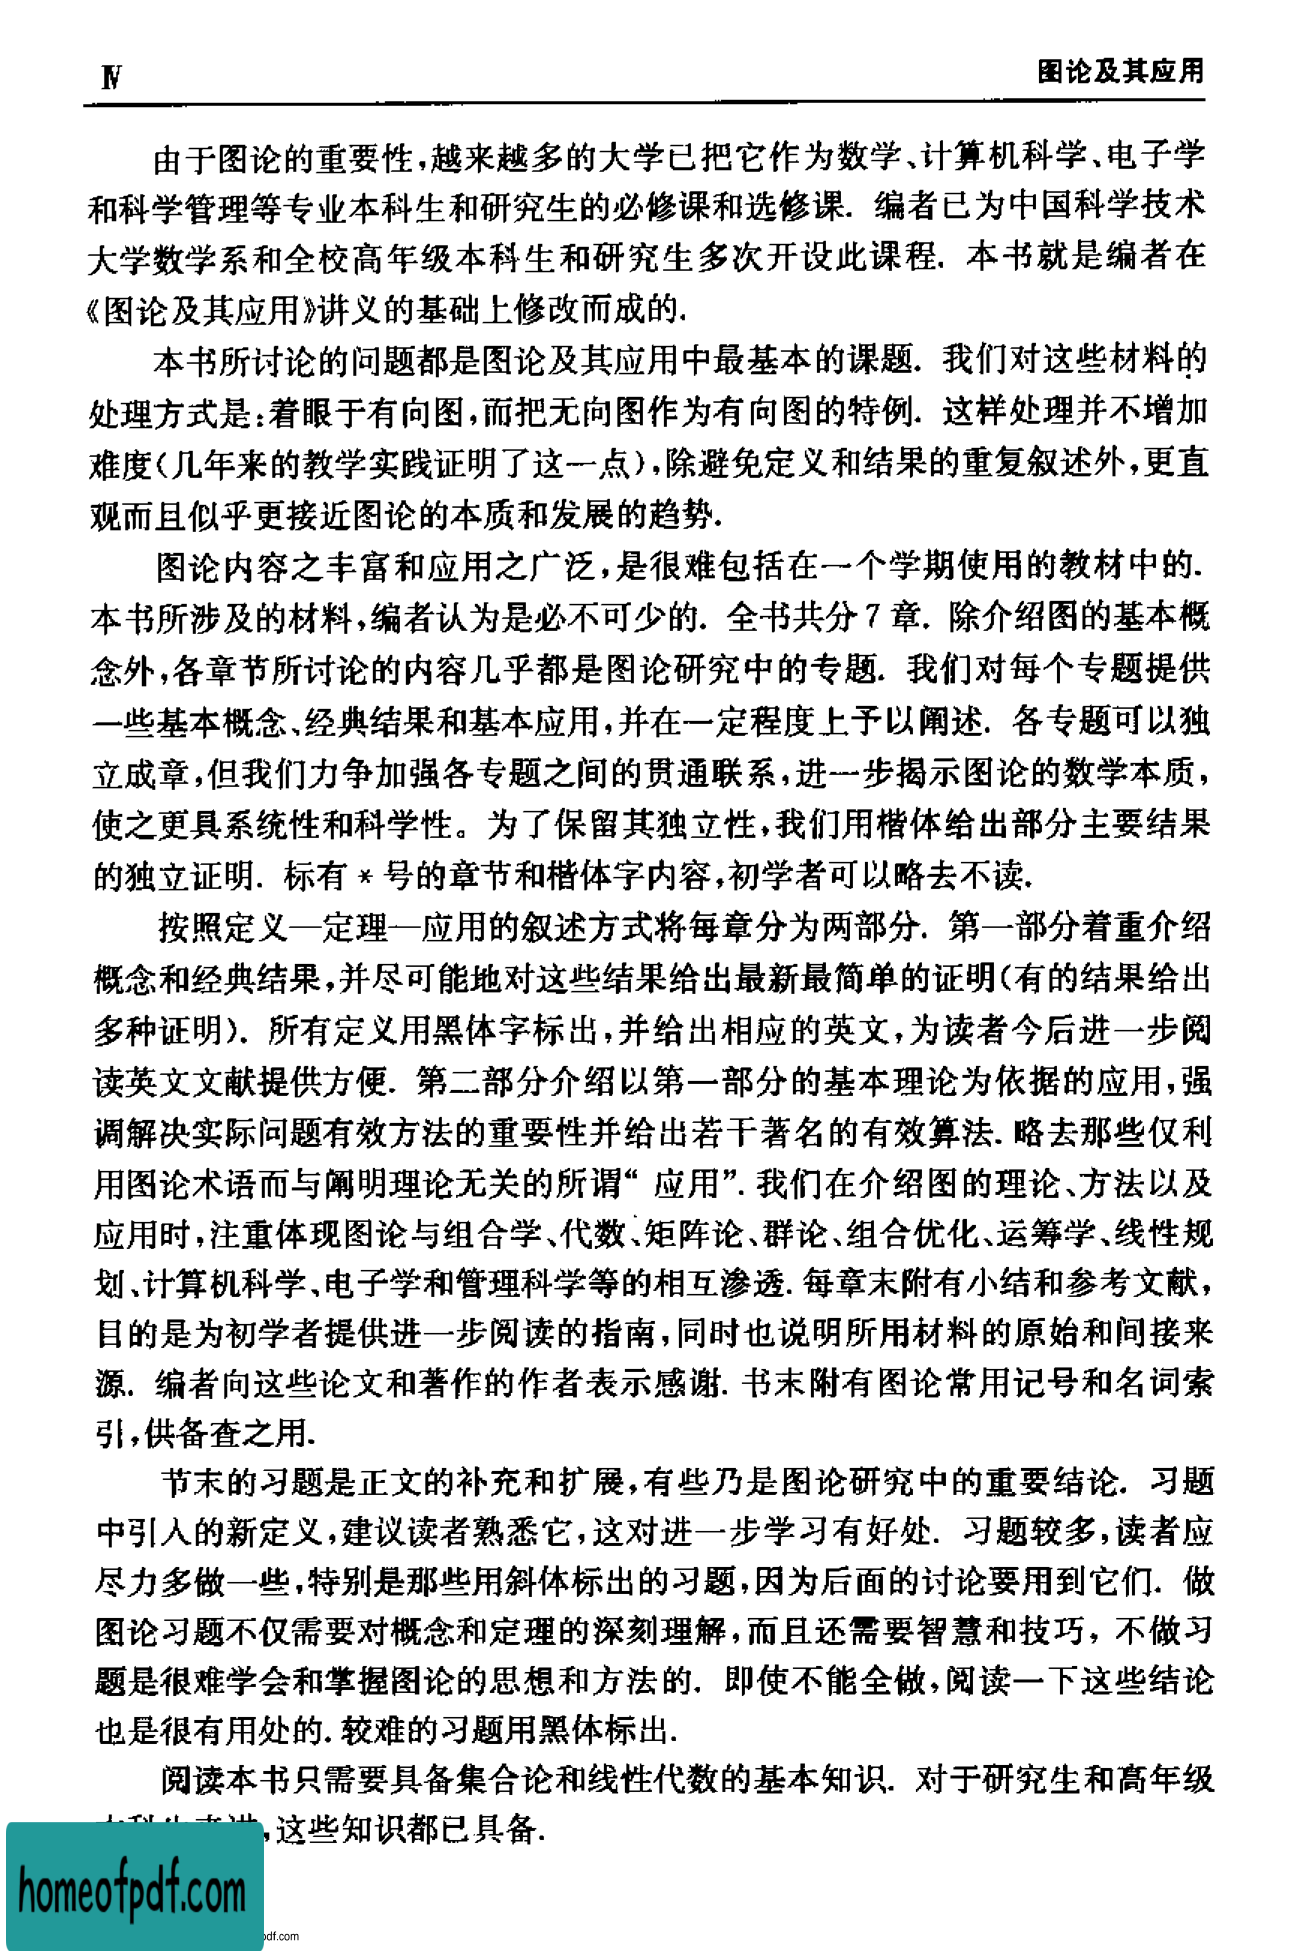 Ⅳ
图论及其应用
由于图论的重要性,越来越多的大学已把它作为数学、计算机科学、电子学
和科学管理等专业本科生和研究生的必修课和选修课. 编者已为中国科学技术
大学数学系和全校高年级本科生和研究生多次开设此课程. 本书就是编者在
《图论及其应用》讲义的基础上修改而成的.
本书所讨论的问题都是图论及其应用中最基本的课题. 我们对这些材料的
处理方式是:着眼于有向图,而把无向图作为有向图的特例. 这样处理并不增加
难度(几年来的教学实践证明了这一点),除避免定义和结果的重复叙述外,更直
观而且似乎更接近图论的本质和发展的趋势.
图论内容之丰富和应用之广泛,是很难包括在一个学期使用的教材中的.
本书所涉及的材料,编者认为是必不可少的. 全书共分 7 章. 除介绍图的基本概
念外,各章节所讨论的内容几乎都是图论研究中的专题. 我们对每个专题提供
一些基本概念、经典结果和基本应用,并在一定程度上予以阐述. 各专题可以独
立成章,但我们力争加强各专题之间的贯通联系,进一步揭示图论的数学本质,
使之更具系统性和科学性。为了保留其独立性,我们用楷体给出部分主要结果
的独立证明. 标有 * 号的章节和楷体字内容,初学者可以略去不读.
按照定义—定理—应用的叙述方式将每章分为两部分. 第一部分着重介绍
概念和经典结果,并尽可能地对这些结果给出最新最简单的证明(有的结果给出
多种证明). 所有定义用黑体字标出,并给出相应的英文,为读者今后进一步阅
读英文文献提供方便. 第二部分介绍以第一部分的基本理论为依据的应用,强
调解决实际问题有效方法的重要性并给出若干著名的有效算法. 略去那些仅利
用图论术语而与阐明理论无关的所谓“ 应用”. 我们在介绍图的理论、方法以及
应用时,注重体现图论与组合学、代数、矩阵论、群论、组合优化、运筹学、线性规
划、计算机科学、电子学和管理科学等的相互渗透. 每章末附有小结和参考文献,
目的是为初学者提供进一步阅读的指南,同时也说明所用材料的原始和间接来
源. 编者向这些论文和著作的作者表示感谢. 书末附有图论常用记号和名词索
引,供备查之用.
节末的习题是正文的补充和扩展,有些乃是图论研究中的重要结论. 习题
中引入的新定义,建议读者熟悉它,这对进一步学习有好处. 习题较多,读者应
尽力多做一些,特别是那些用斜体标出的习题,因为后面的讨论要用到它们. 做
图论习题不仅需要对概念和定理的深刻理解,而且还需要智慧和技巧, 不做习
题是很难学会和掌握图论的思想和方法的. 即使不能全做,阅读一下这些结论
也是很有用处的. 较难的习题用黑体标出.
阅读本书只需要具备集合论和线性代数的基本知识. 对于研究生和高年级
,这些知识都已具备.
homeofpdf.com
pdf.com